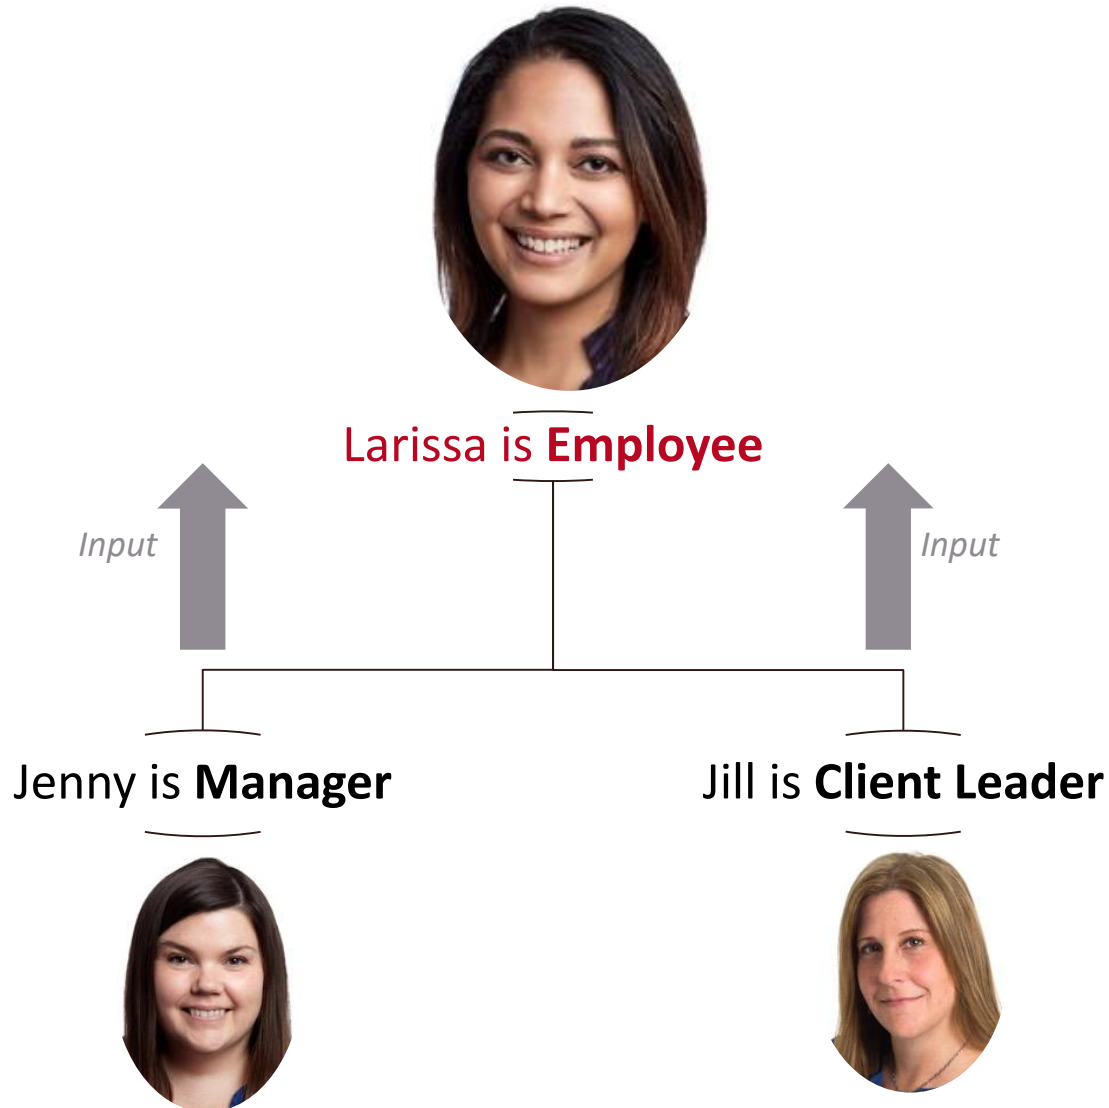 Larissa is Employee
Input
Input
Jenny is Manager
Jill is Client Leader